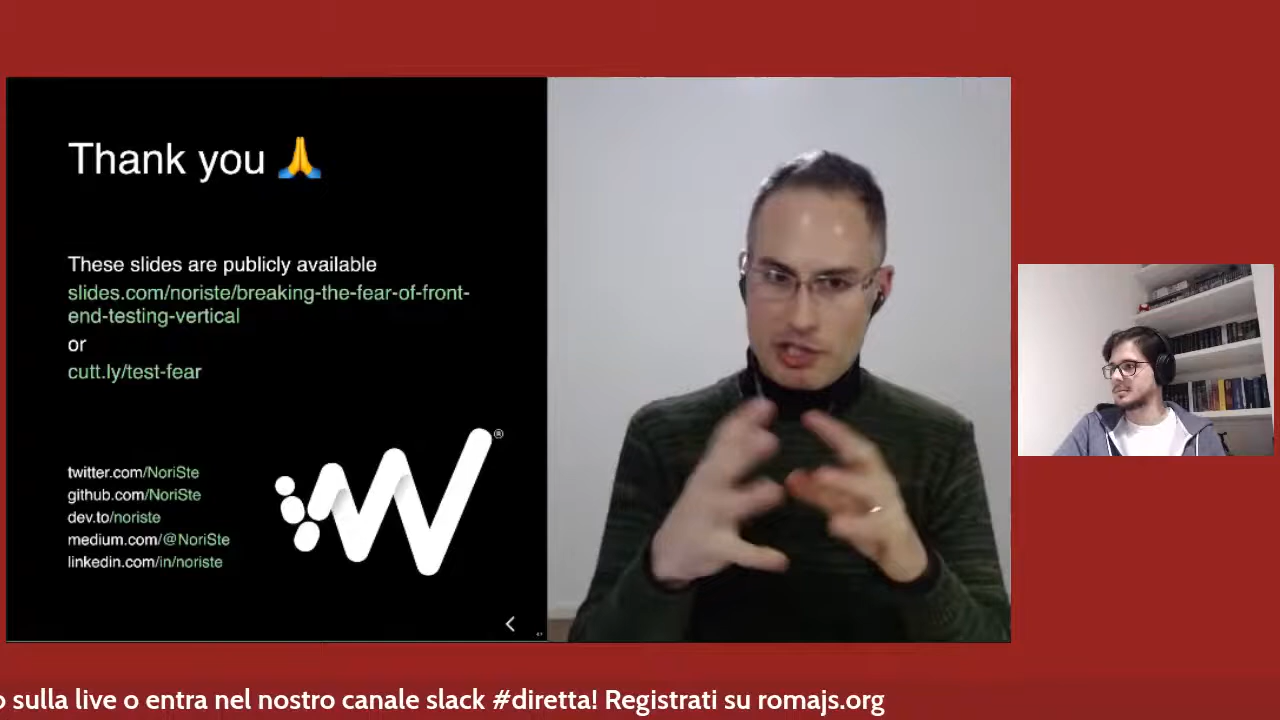 Thank you 🙏
These slides are publicly available
slides.com/noriste/breaking-the-fear-of-front-
end-testing-vertical
or
cutt.ly/test-fear
®
twitter.com/NoriSte
github.com/NoriSte
dev.to/noriste
medium.com/@NoriSte
linkedin.com/in/noriste
o sulla live o entra nel nostro canale slack #diretta! Registrati su romajs.org